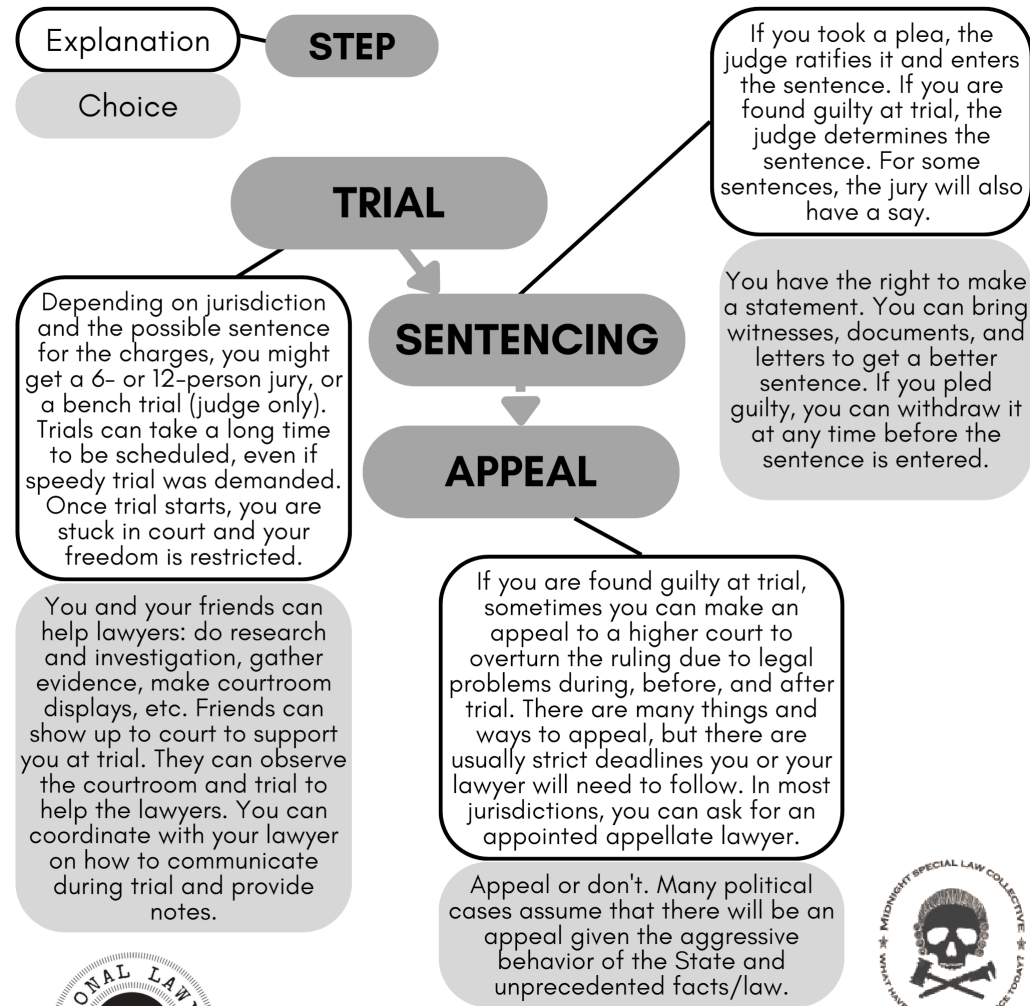 Explanation
STEP
Choice
If you took a plea, the
judge ratifies it and enters
the sentence. If you are
found guilty at trial, the
judge determines the
sentence. For some
sentences, the jury will also
have a say.
You have the right to make
a statement. You can bring
witnesses, documents, and
letters to get a better
sentence. If you pled
guilty, you can withdraw it
at any time before the
sentence is entered.
TRIAL
Depending on jurisdiction
and the possible sentence
for the charges, you might
get a 6- or 12-person jury, or
a bench trial (judge only).
Trials can take a long time
to be scheduled, even if
speedy trial was demanded.
Once trial starts, you are
stuck in court and your
freedom is restricted.
You and your friends can
help lawyers: do research
and investigation, gather
evidence, make courtroom
displays, etc. Friends can
show up to court to support
you at trial. They can observe
the courtroom and trial to
help the lawyers. You can
coordinate with your lawyer
on how to communicate
during trial and provide
notes.
SENTENCING
APPEAL
If you are found guilty at trial,
sometimes you can make an
appeal to a higher court to
overturn the ruling due to legal
problems during, before, and after
trial. There are many things and
ways to appeal, but there are
usually strict deadlines you or your
lawyer will need to follow. In most
jurisdictions, you can ask for an
appointed appellate lawyer.
Appeal or don't. Many political
cases assume that there will be an
appeal given the aggressive
behavior of the State and
unprecedented facts/law.
MIDNIGHT SPECIAL LAW COLLECTIVE
TODAY?